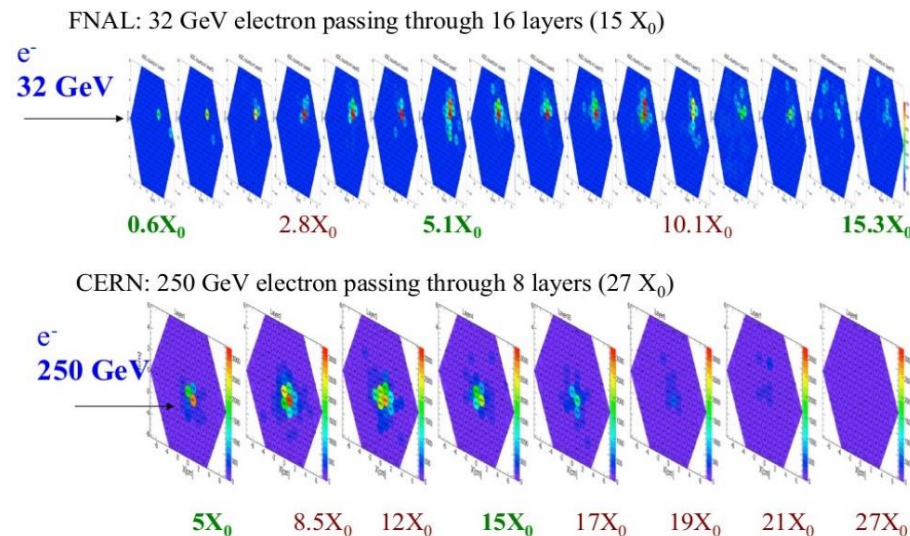 FNAL: 32 GeV electron passing through 16 layers (15 X₀)
e⁻
32 GeV
0.6X₀ 2.8X₀ 5.1X₀ 10.1X₀ 15.3X₀
CERN: 250 GeV electron passing through 8 layers (27 X₀)
e⁻
250 GeV
5X₀ 8.5X₀ 12X₀ 15X₀ 17X₀ 19X₀ 21X₀ 27X₀